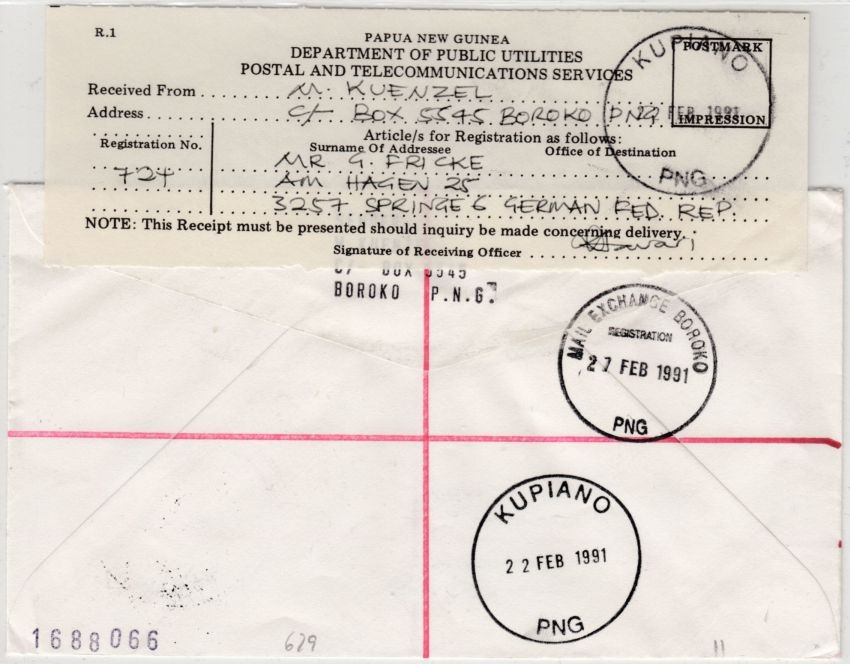 R.1
PAPUA NEW GUINEA
DEPARTMENT OF PUBLIC UTILITIES
POSTAL AND TELECOMMUNICATIONS SERVICES
KUPIANO
POSTMARK
22 FEB 1991
IMPRESSION
PNG
Received From M. KUENZEL
Address C/- BOX 5545 BOROKO PNG
Article/s for Registration as follows:
Registration No.
Surname Of Addressee
Office of Destination
724
MR G. FRICKE
AM HAGEN 25
3257 SPRINGE 6 GERMAN FED. REP.
NOTE: This Receipt must be presented should inquiry be made concerning delivery.
Signature of Receiving Officer
C/ BOX 5545
BOROKO P.N.G.
MAIL EXCHANGE BOROKO
REGISTRATION
27 FEB 1991
PNG
KUPIANO
22 FEB 1991
PNG
1688066
629
11